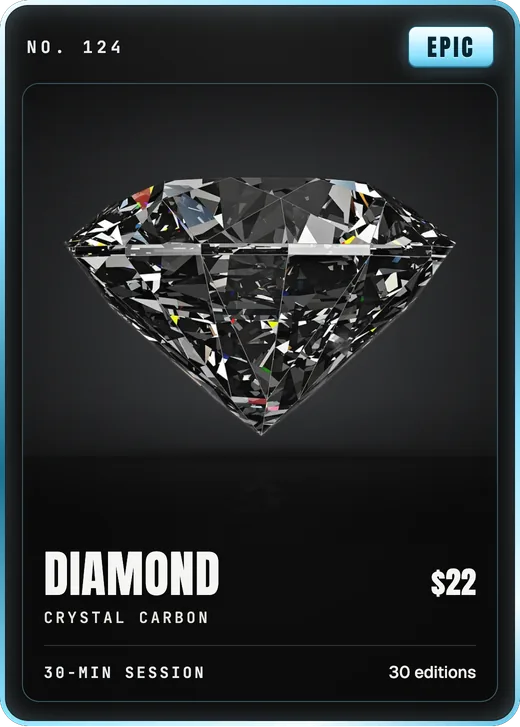 NO. 124
EPIC
DIAMOND
$22
CRYSTAL CARBON
30-MIN SESSION
30 editions